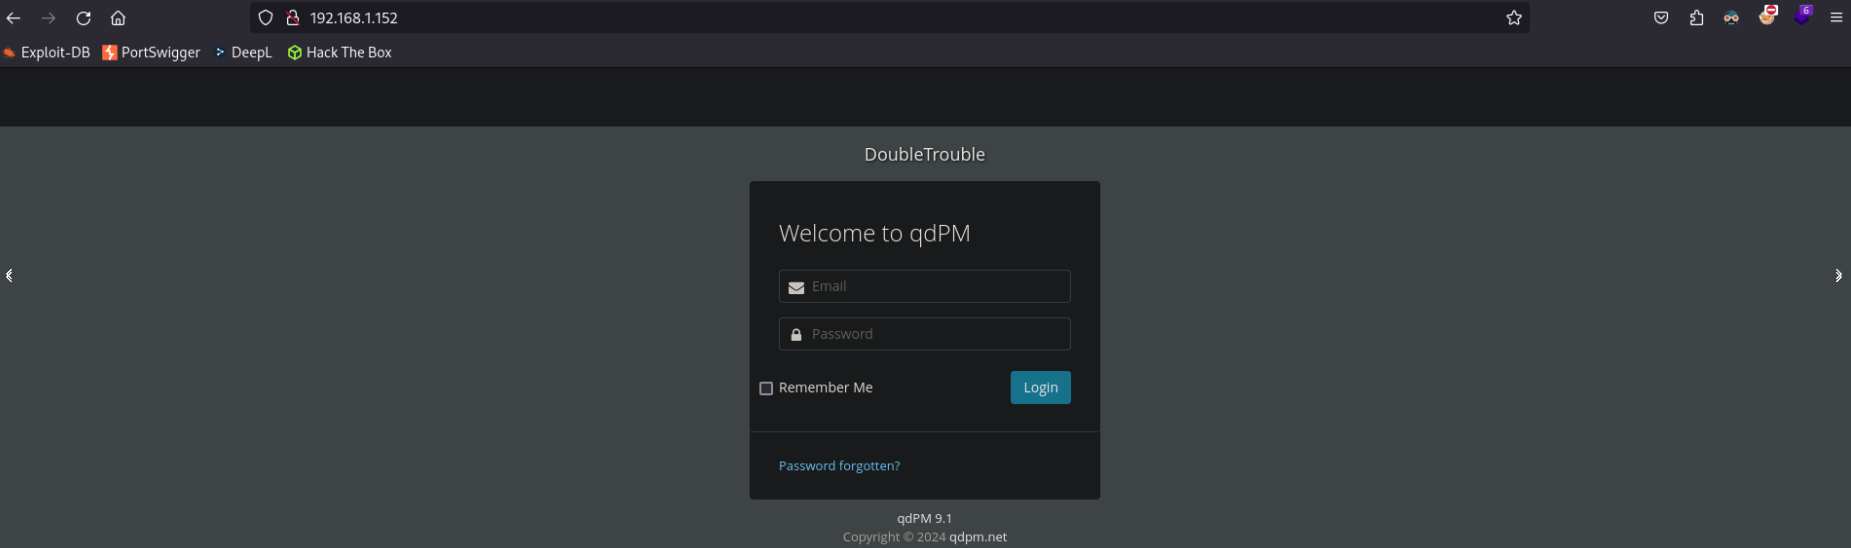 192.168.1.152
6
Exploit-DB PortSwigger DeepL Hack The Box
DoubleTrouble
Welcome to qdPM
Email
Password
Remember Me Login
Password forgotten?
qdPM 9.1
Copyright © 2024 qdpm.net